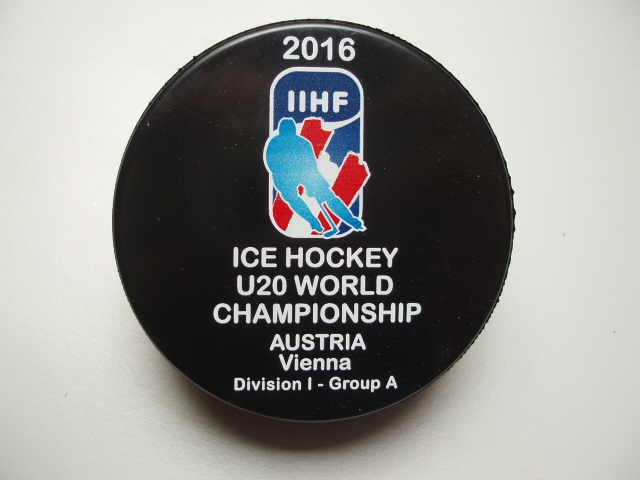 2016
IIHF
ICE HOCKEY
U20 WORLD
CHAMPIONSHIP
AUSTRIA
Vienna
Division I - Group A